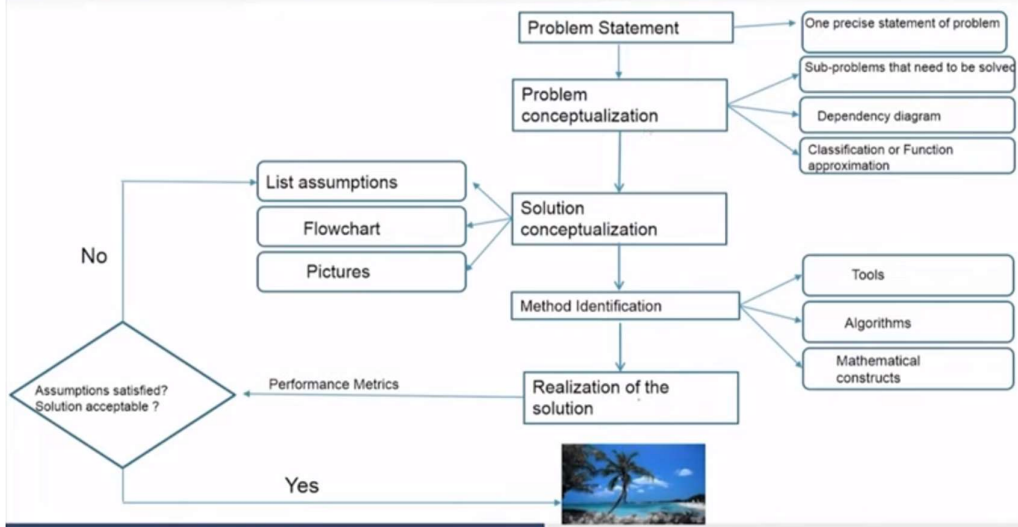 Problem Statement
One precise statement of problem
Sub-problems that need to be solved
Problem
conceptualization
Dependency diagram
Classification or Function
approximation
List assumptions
Solution
conceptualization
Flowchart
No
Pictures
Tools
Method Identification
Algorithms
Mathematical
constructs
Performance Metrics
Realization of the
solution
Assumptions satisfied?
Solution acceptable ?
Yes